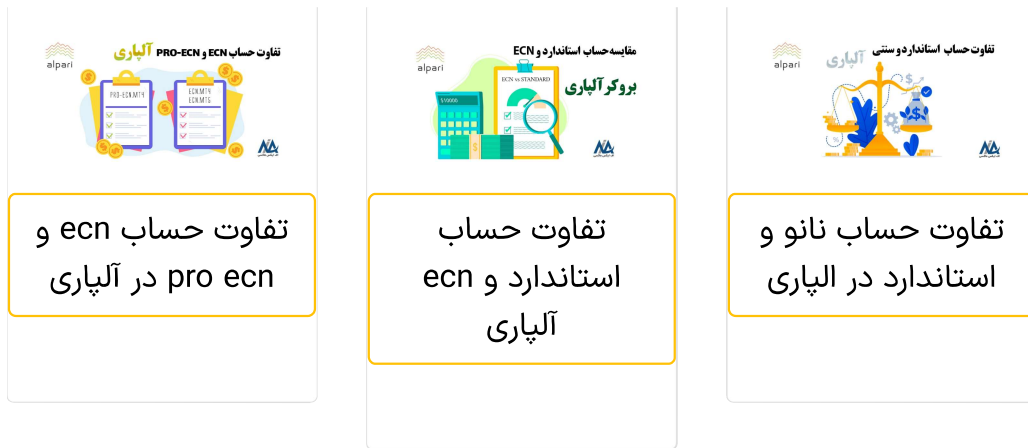 تفاوت حساب استاندارد و سنتی
آلپاری
alpari
تفاوت حساب نانو و
استاندارد در الپاری
مقایسه حساب استاندارد و ECN
بروکر آلپاری
alpari
ECN vs STANDARD
$10000
تفاوت حساب
استاندارد و ecn
آلپاری
تفاوت حساب ECN و PRO-ECN آلپاری
alpari
PRO-ECN.MT4
ECN.MT4
ECN.MT5
تفاوت حساب ecn و
pro ecn در آلپاری